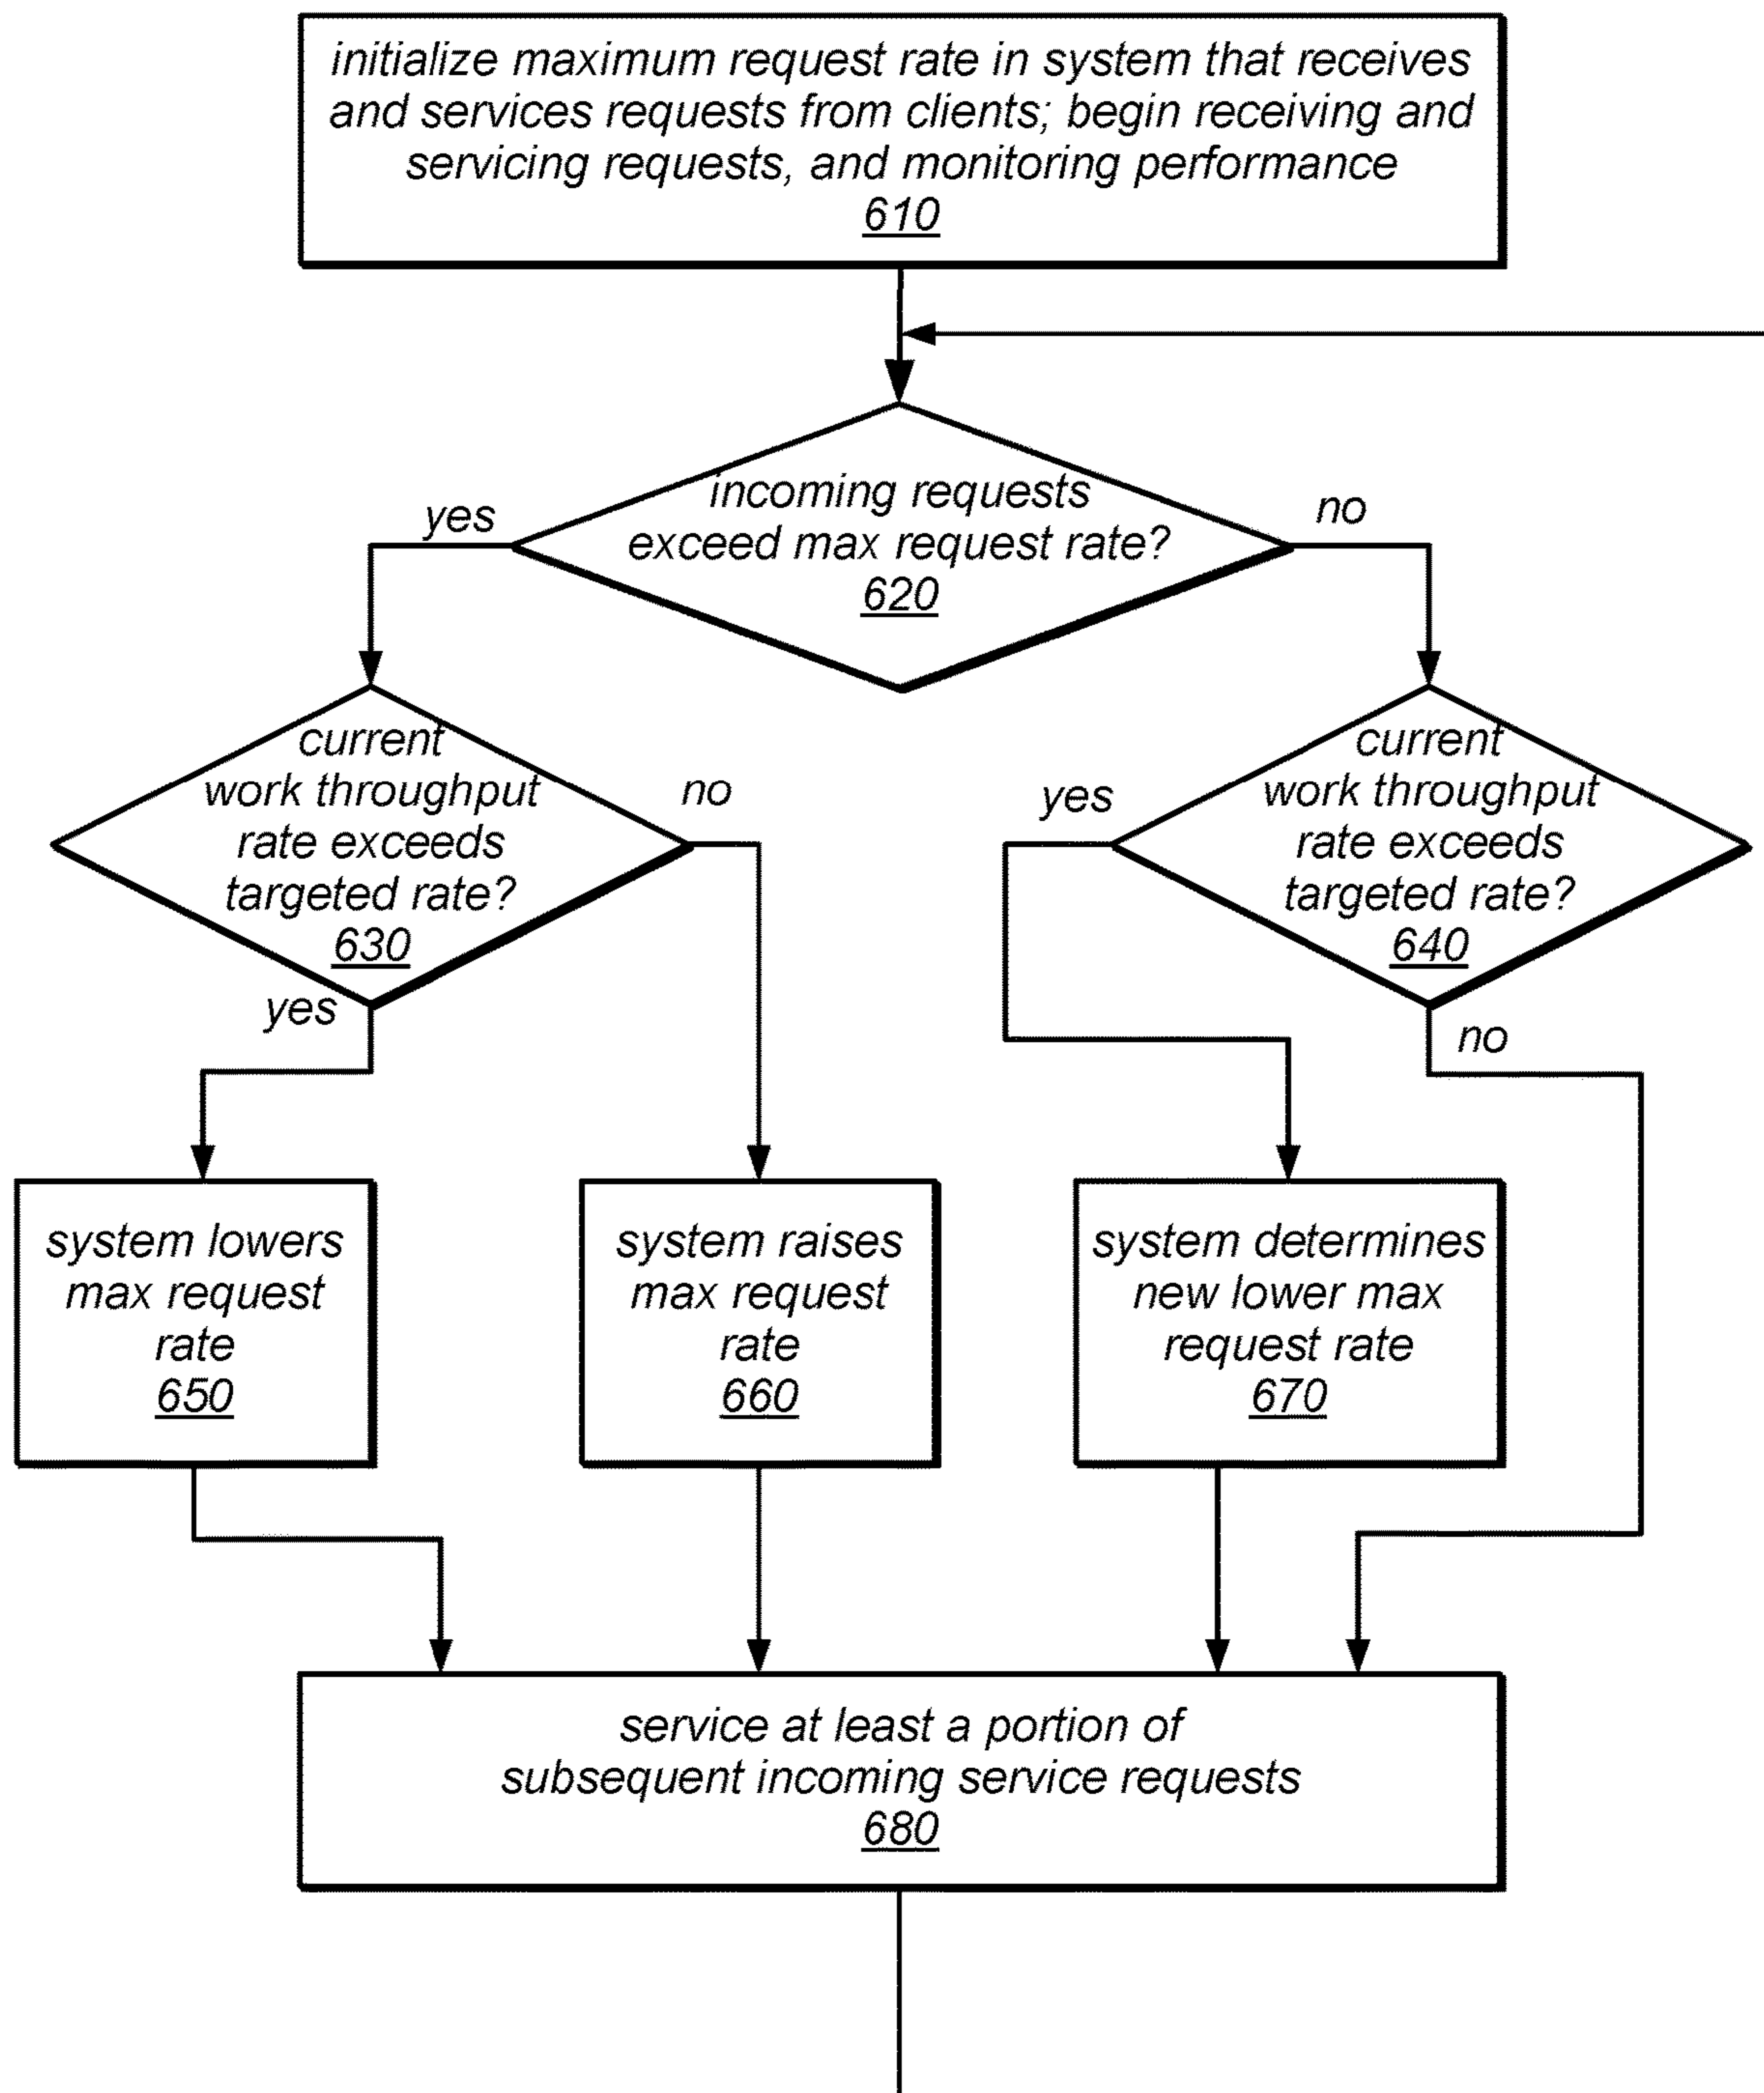 initialize maximum request rate in system that receives
and services requests from clients; begin receiving and
servicing requests, and monitoring performance
610
incoming requests
exceed max request rate?
620
yes
no
current
work throughput
rate exceeds
targeted rate?
630
no
yes
current
work throughput
rate exceeds
targeted rate?
640
yes
no
system lowers
max request
rate
650
system raises
max request
rate
660
system determines
new lower max
request rate
670
service at least a portion of
subsequent incoming service requests
680